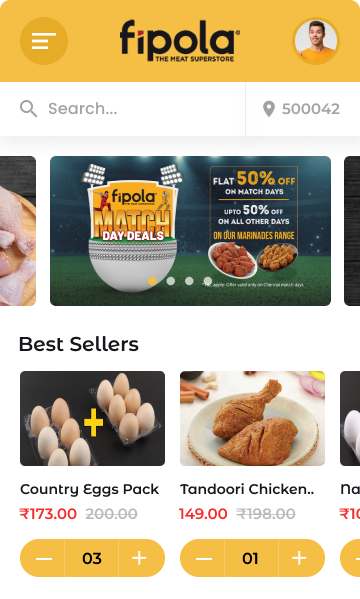 fipola®
THE MEAT SUPERSTORE
Search...
500042
fipola
MATCH
DAY DEALS
FLAT 50% OFF
ON MATCH DAYS
UPTO 50% OFF
ON ALL OTHER DAYS
ON OUR MARINADES RANGE
Offer valid only on Chennai match days
Best Sellers
Country Eggs Pack
₹173.00 200.00
03
Tandoori Chicken..
149.00 ₹198.00
01
Na
₹10